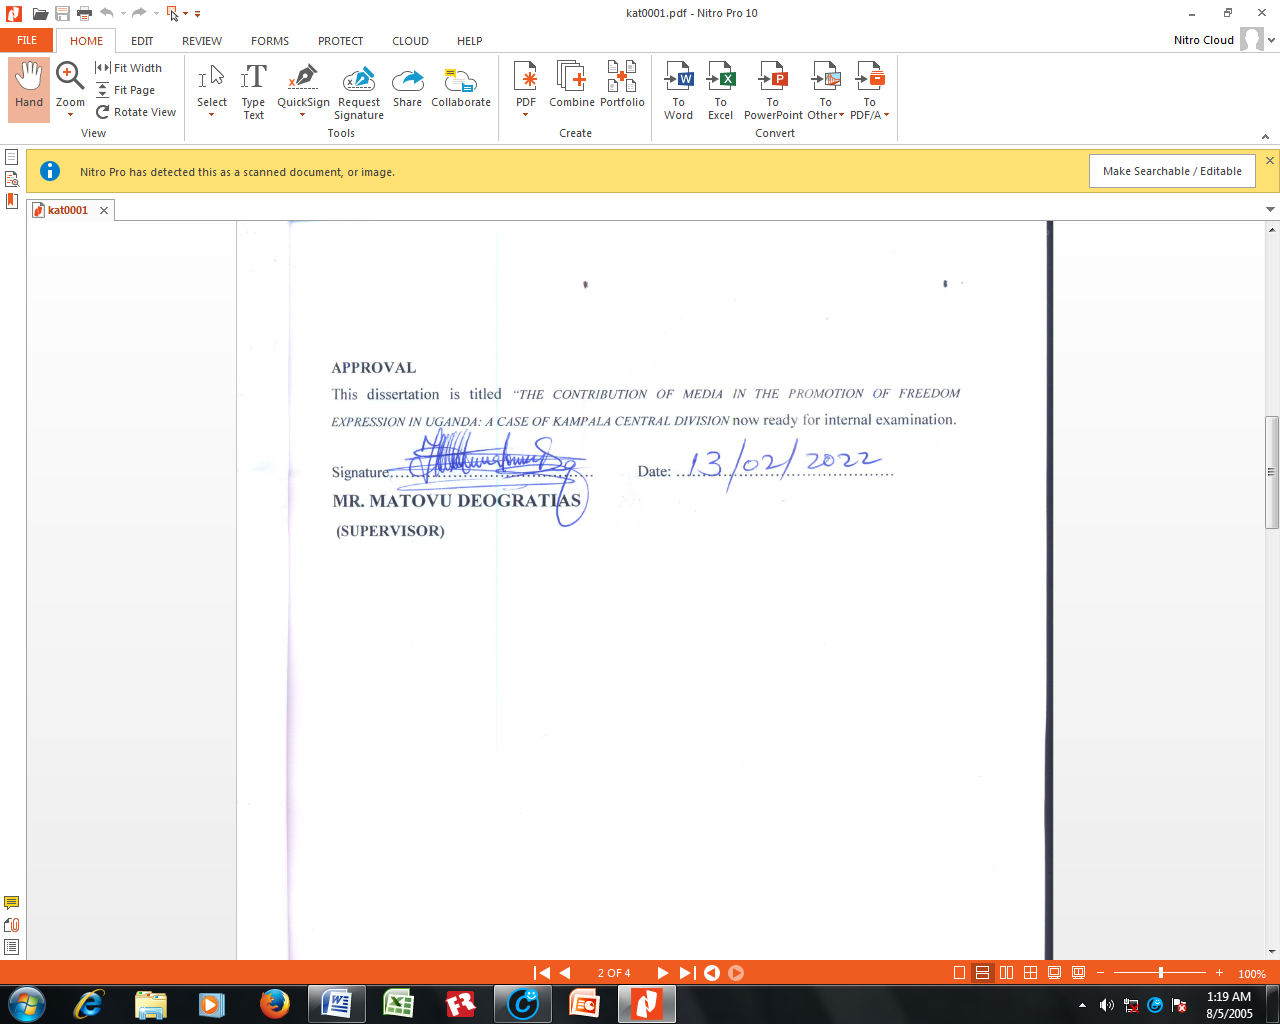 kat0001.pdf - Nitro Pro 10
FILE HOME EDIT REVIEW FORMS PROTECT CLOUD HELP Nitro Cloud
Hand Zoom Fit Width Fit Page Rotate View
View
Select Type Text QuickSign Request Signature Share Collaborate
Tools
PDF Combine Portfolio
Create
To Word To Excel To PowerPoint To Other To PDF/A
Convert
Nitro Pro has detected this as a scanned document, or image. Make Searchable / Editable
kat0001
APPROVAL
This dissertation is titled “THE CONTRIBUTION OF MEDIA IN THE PROMOTION OF FREEDOM
EXPRESSION IN UGANDA: A CASE OF KAMPALA CENTRAL DIVISION now ready for internal examination.
Signature.................................... Date: 13/02/2022
MR. MATOVU DEOGRATIAS
(SUPERVISOR)
2 OF 4 100%
1:19 AM
8/5/2005